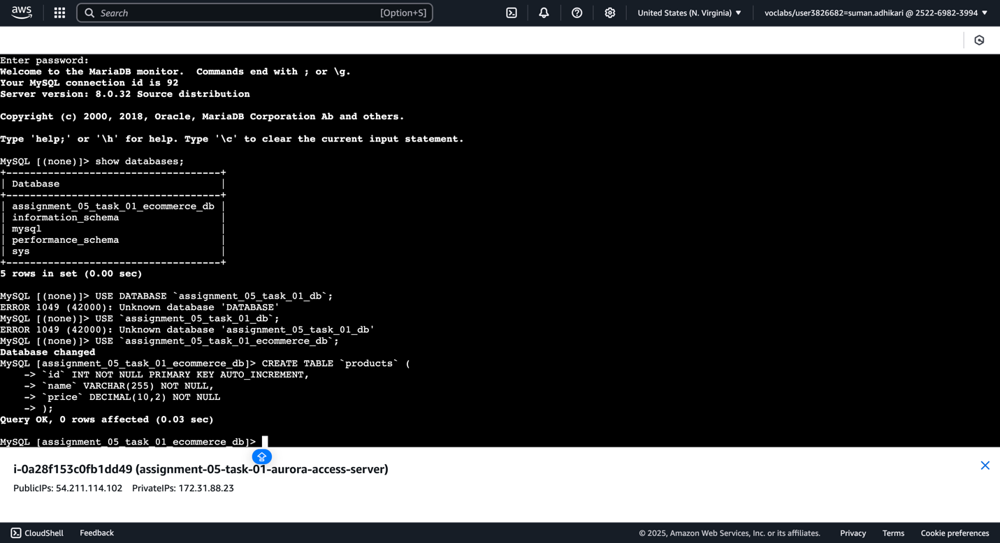 aws
Search [Option+S]
United States (N. Virginia) ▼
voclabs/user3826682=suman.adhikari @ 2522-6982-3994 ▼
Enter password:
Welcome to the MariaDB monitor.  Commands end with ; or \g.
Your MySQL connection id is 92
Server version: 8.0.32 Source distribution
Copyright (c) 2000, 2018, Oracle, MariaDB Corporation Ab and others.
Type 'help;' or '\h' for help. Type '\c' to clear the current input statement.
MySQL [(none)]> show databases;
+------------------------------------+
| Database                           |
+------------------------------------+
| assignment_05_task_01_ecommerce_db |
| information_schema                 |
| mysql                              |
| performance_schema                 |
| sys                                |
+------------------------------------+
5 rows in set (0.00 sec)
MySQL [(none)]> USE DATABASE `assignment_05_task_01_db`;
ERROR 1049 (42000): Unknown database 'DATABASE'
MySQL [(none)]> USE `assignment_05_task_01_db`;
ERROR 1049 (42000): Unknown database 'assignment_05_task_01_db'
MySQL [(none)]> USE `assignment_05_task_01_ecommerce_db`;
Database changed
MySQL [assignment_05_task_01_ecommerce_db]> CREATE TABLE `products` (
    -> `id` INT NOT NULL PRIMARY KEY AUTO_INCREMENT,
    -> `name` VARCHAR(255) NOT NULL,
    -> `price` DECIMAL(10,2) NOT NULL
    -> );
Query OK, 0 rows affected (0.03 sec)
MySQL [assignment_05_task_01_ecommerce_db]>
i-0a28f153c0fb1dd49 (assignment-05-task-01-aurora-access-server)
PublicIPs: 54.211.114.102    PrivateIPs: 172.31.88.23
CloudShell    Feedback    © 2025, Amazon Web Services, Inc. or its affiliates.    Privacy    Terms    Cookie preferences